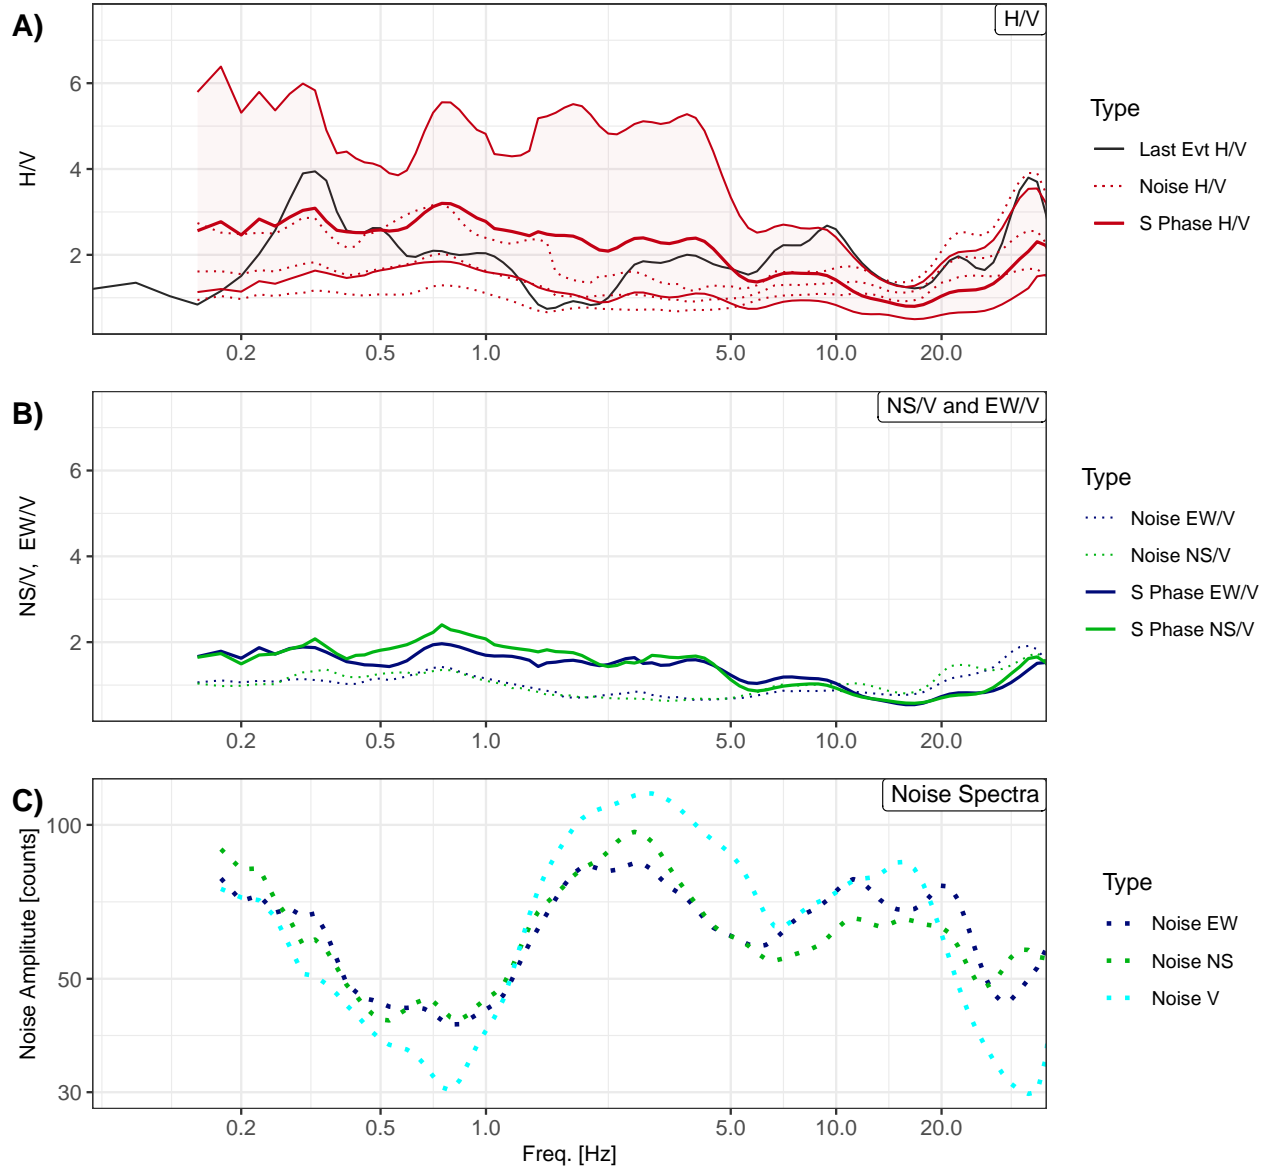 A)
H/V
6
4
2
H/V
0.2 0.5 1.0 5.0 10.0 20.0
Type
Last Evt H/V
Noise H/V
S Phase H/V
B)
NS/V and EW/V
6
4
2
NS/V, EW/V
0.2 0.5 1.0 5.0 10.0 20.0
Type
Noise EW/V
Noise NS/V
S Phase EW/V
S Phase NS/V
C)
Noise Spectra
100
50
30
Noise Amplitute [counts]
0.2 0.5 1.0 5.0 10.0 20.0
Freq. [Hz]
Type
Noise EW
Noise NS
Noise V